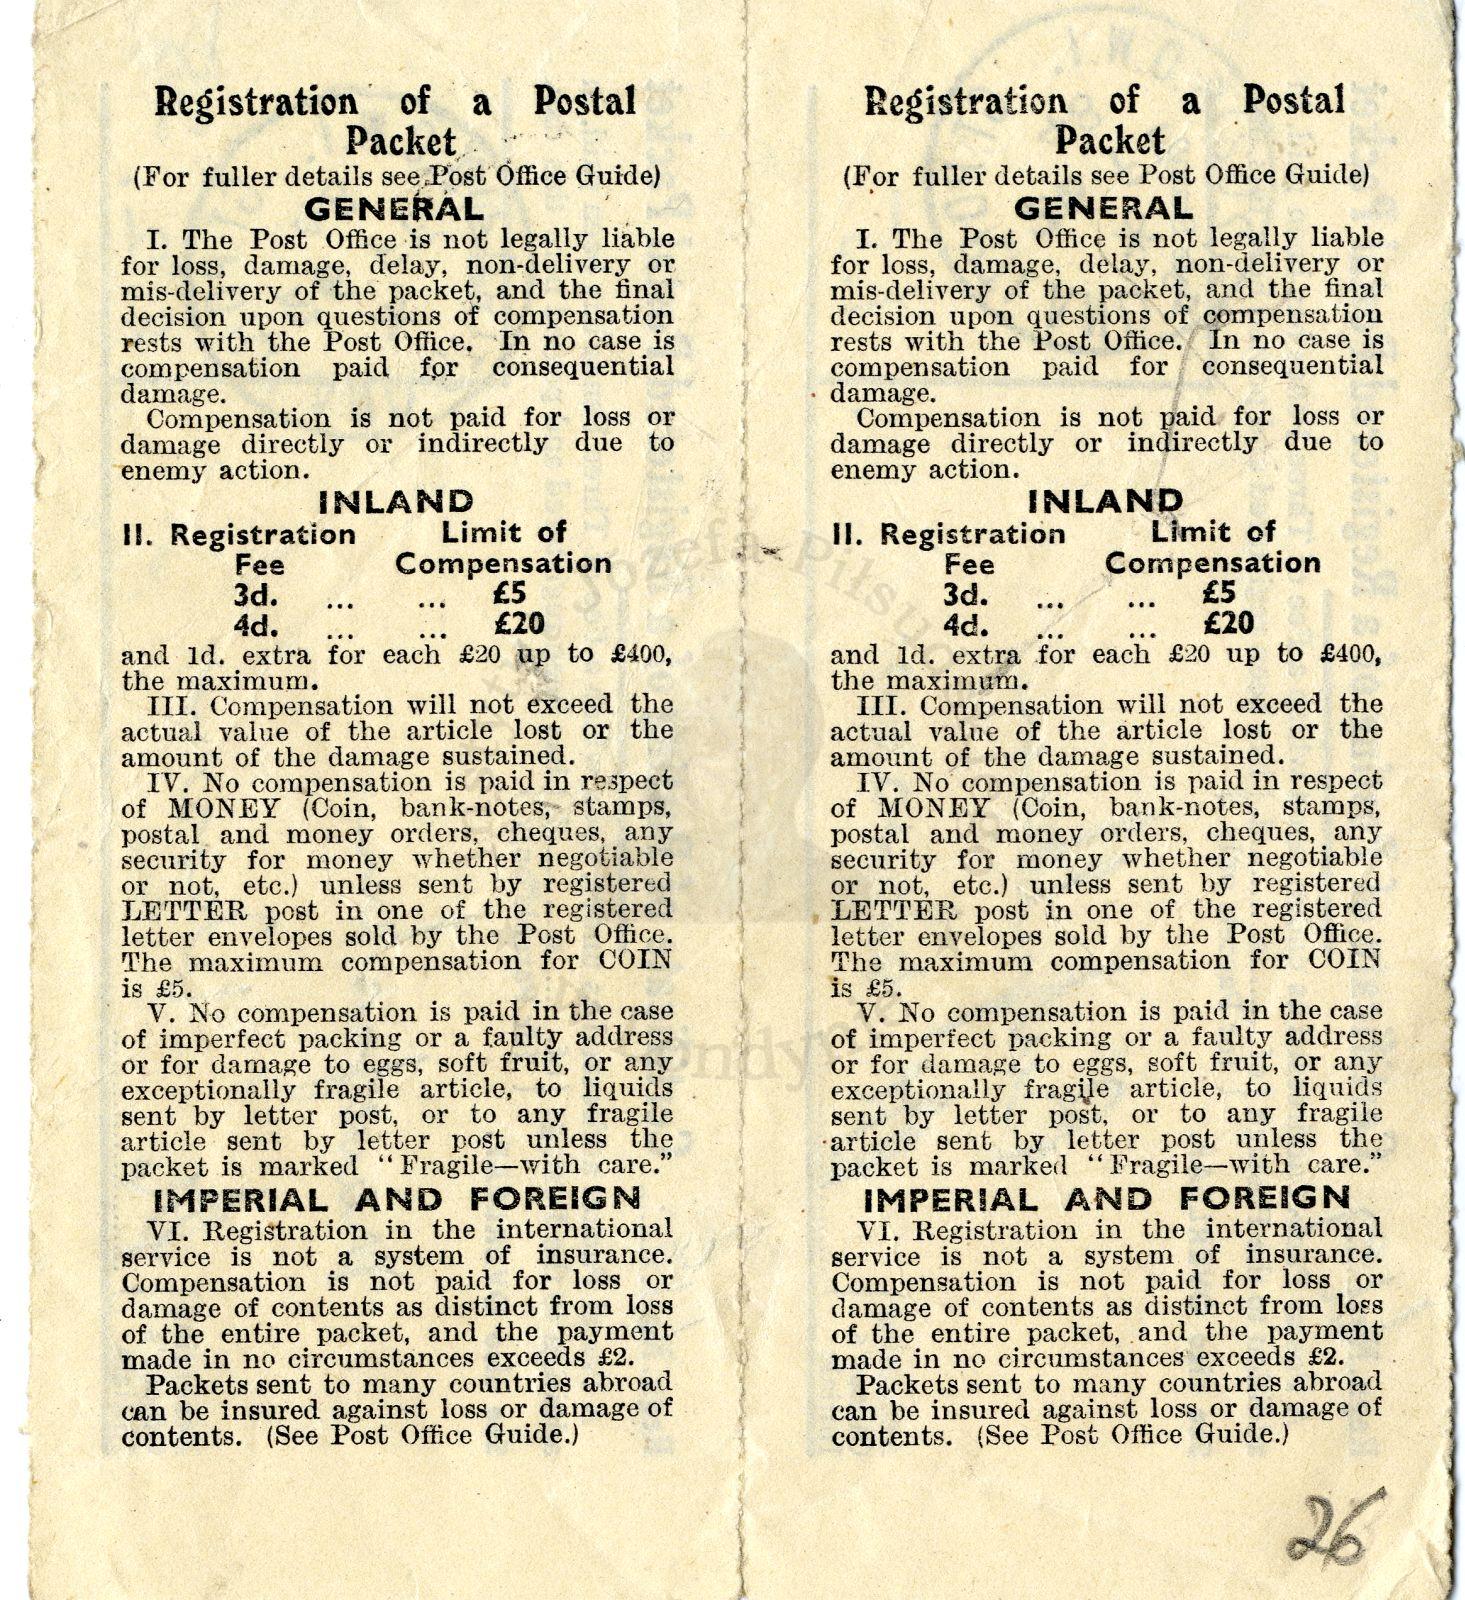 Registration of a Postal
Packet
(For fuller details see Post Office Guide)
GENERAL
I. The Post Office is not legally liable
for loss, damage, delay, non-delivery or
mis-delivery of the packet, and the final
decision upon questions of compensation
rests with the Post Office. In no case is
compensation paid for consequential
damage.
Compensation is not paid for loss or
damage directly or indirectly due to
enemy action.
INLAND
II. Registration Limit of
Fee Compensation
3d. ... ... £5
4d. ... ... £20
and 1d. extra for each £20 up to £400,
the maximum.
III. Compensation will not exceed the
actual value of the article lost or the
amount of the damage sustained.
IV. No compensation is paid in respect
of MONEY (Coin, bank-notes, stamps,
postal and money orders, cheques, any
security for money whether negotiable
or not, etc.) unless sent by registered
LETTER post in one of the registered
letter envelopes sold by the Post Office.
The maximum compensation for COIN
is £5.
V. No compensation is paid in the case
of imperfect packing or a faulty address
or for damage to eggs, soft fruit, or any
exceptionally fragile article, to liquids
sent by letter post, or to any fragile
article sent by letter post unless the
packet is marked “Fragile—with care.”
IMPERIAL AND FOREIGN
VI. Registration in the international
service is not a system of insurance.
Compensation is not paid for loss or
damage of contents as distinct from loss
of the entire packet, and the payment
made in no circumstances exceeds £2.
Packets sent to many countries abroad
can be insured against loss or damage of
contents. (See Post Office Guide.)
Registration of a Postal
Packet
(For fuller details see Post Office Guide)
GENERAL
I. The Post Office is not legally liable
for loss, damage, delay, non-delivery or
mis-delivery of the packet, and the final
decision upon questions of compensation
rests with the Post Office. In no case is
compensation paid for consequential
damage.
Compensation is not paid for loss or
damage directly or indirectly due to
enemy action.
INLAND
II. Registration Limit of
Fee Compensation
3d. ... ... £5
4d. ... ... £20
and 1d. extra for each £20 up to £400,
the maximum.
III. Compensation will not exceed the
actual value of the article lost or the
amount of the damage sustained.
IV. No compensation is paid in respect
of MONEY (Coin, bank-notes, stamps,
postal and money orders, cheques, any
security for money whether negotiable
or not, etc.) unless sent by registered
LETTER post in one of the registered
letter envelopes sold by the Post Office.
The maximum compensation for COIN
is £5.
V. No compensation is paid in the case
of imperfect packing or a faulty address
or for damage to eggs, soft fruit, or any
exceptionally fragile article, to liquids
sent by letter post, or to any fragile
article sent by letter post unless the
packet is marked “Fragile—with care.”
IMPERIAL AND FOREIGN
VI. Registration in the international
service is not a system of insurance.
Compensation is not paid for loss or
damage of contents as distinct from loss
of the entire packet, and the payment
made in no circumstances exceeds £2.
Packets sent to many countries abroad
can be insured against loss or damage of
contents. (See Post Office Guide.)
26